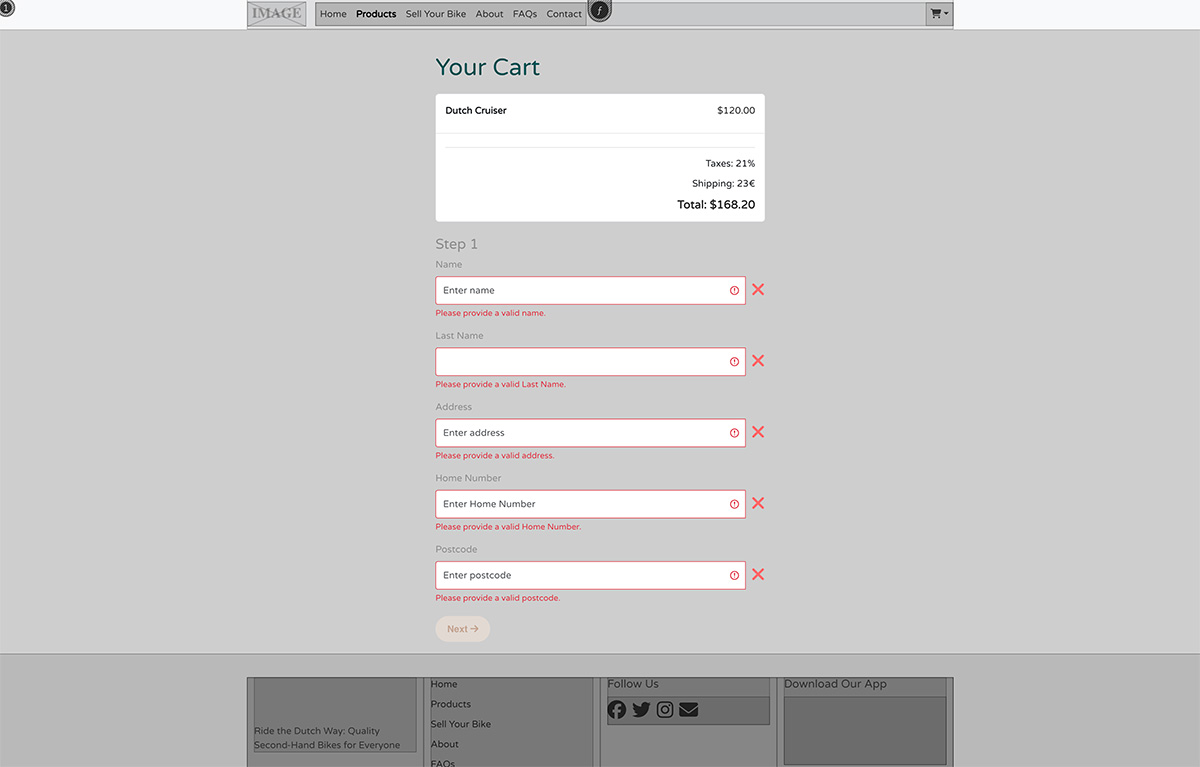 1
IMAGE
Home Products Sell Your Bike About FAQs Contact
f
Your Cart
Dutch Cruiser $120.00
Taxes: 21%
Shipping: 23€
Total: $168.20
Step 1
Name
Enter name
Please provide a valid name.
Last Name
Please provide a valid Last Name.
Address
Enter address
Please provide a valid address.
Home Number
Enter Home Number
Please provide a valid Home Number.
Postcode
Enter postcode
Please provide a valid postcode.
Next →
Ride the Dutch Way: Quality
Second-Hand Bikes for Everyone
Home
Products
Sell Your Bike
About
FAQs
Follow Us
Download Our App